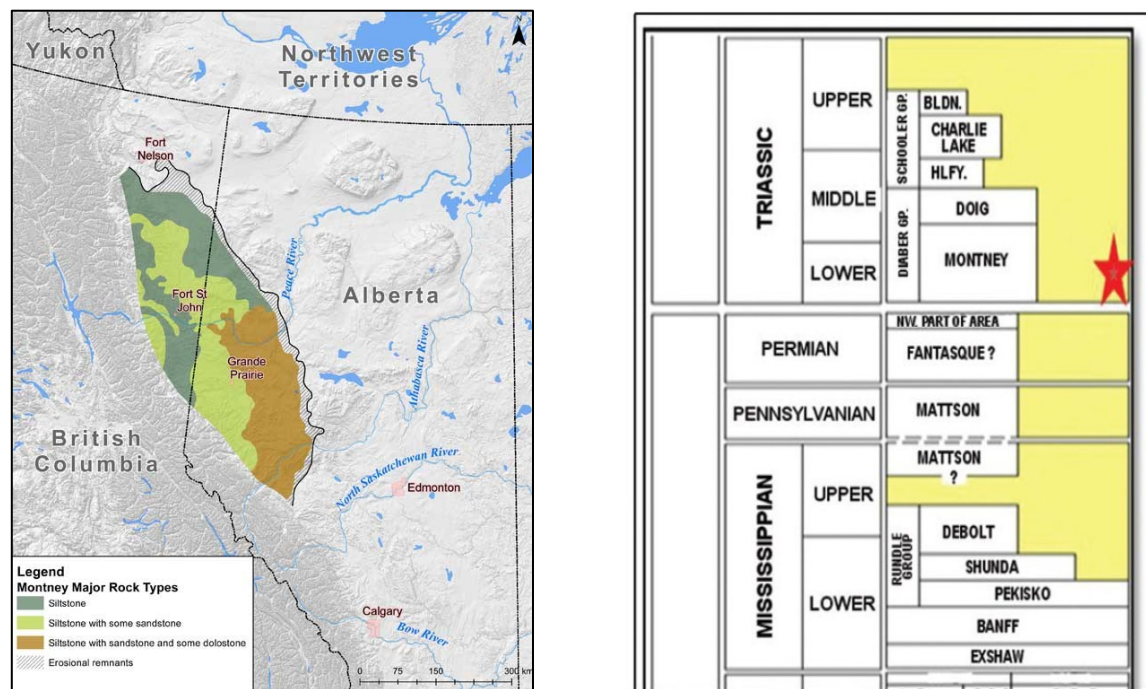 Yukon
Northwest
Territories
Fort
Nelson
Peace River
Alberta
Fort St
John
Grande
Prairie
Athabasca River
British
Columbia
North Saskatchewan River
Edmonton
Calgary
Bow River
Legend
Montney Major Rock Types
Siltstone
Siltstone with some sandstone
Siltstone with sandstone and some dolostone
Erosional remnants
0 75 150 300 km
N
TRIASSIC
UPPER
MIDDLE
LOWER
SCHOOLER GP.
DIABER GP.
BLDN.
CHARLIE
LAKE
HLFY.
DOIG
MONTNEY
PERMIAN
NW. PART OF AREA
FANTASQUE ?
PENNSYLVANIAN
MATTSON
MISSISSIPPIAN
UPPER
LOWER
MATTSON
?
RUNDLE
GROUP
DEBOLT
SHUNDA
PEKISKO
BANFF
EXSHAW